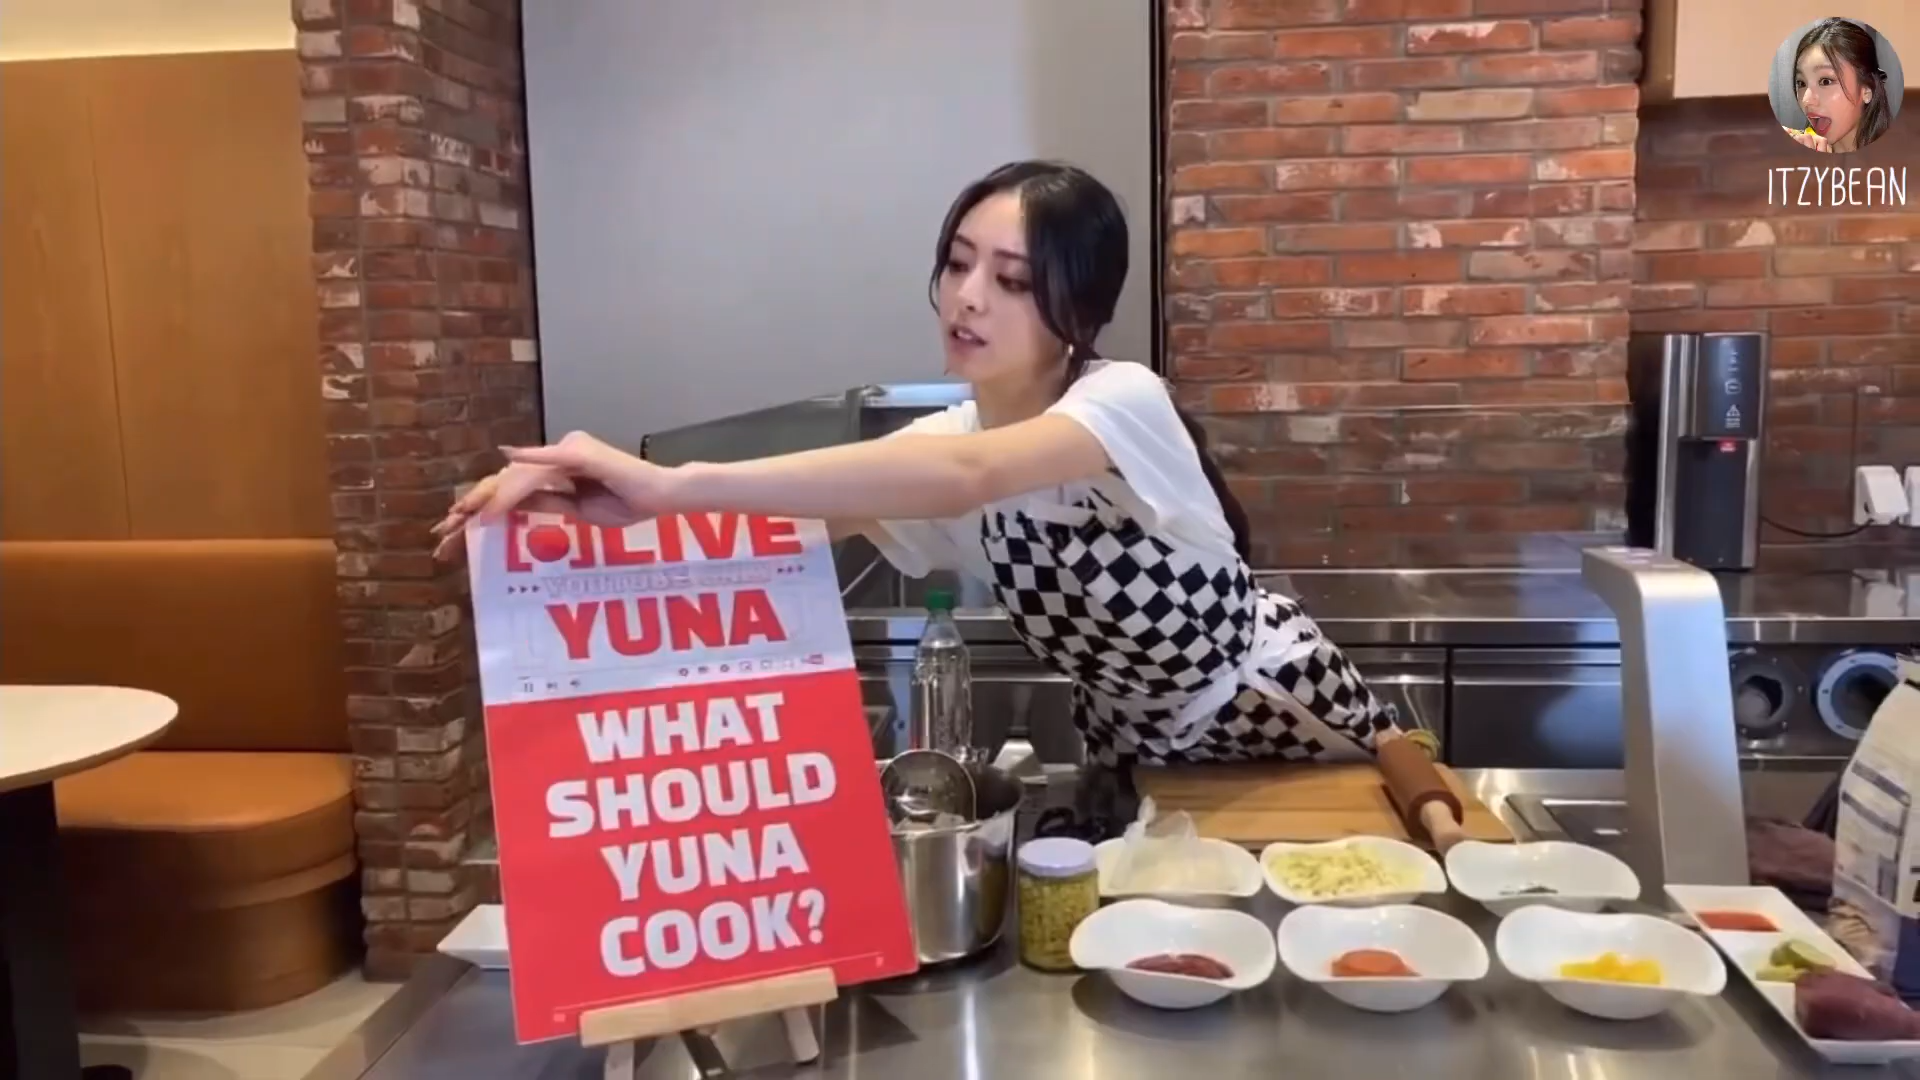 ITZYBEAN
LIVE
YUNA
WHAT
SHOULD
YUNA
COOK?